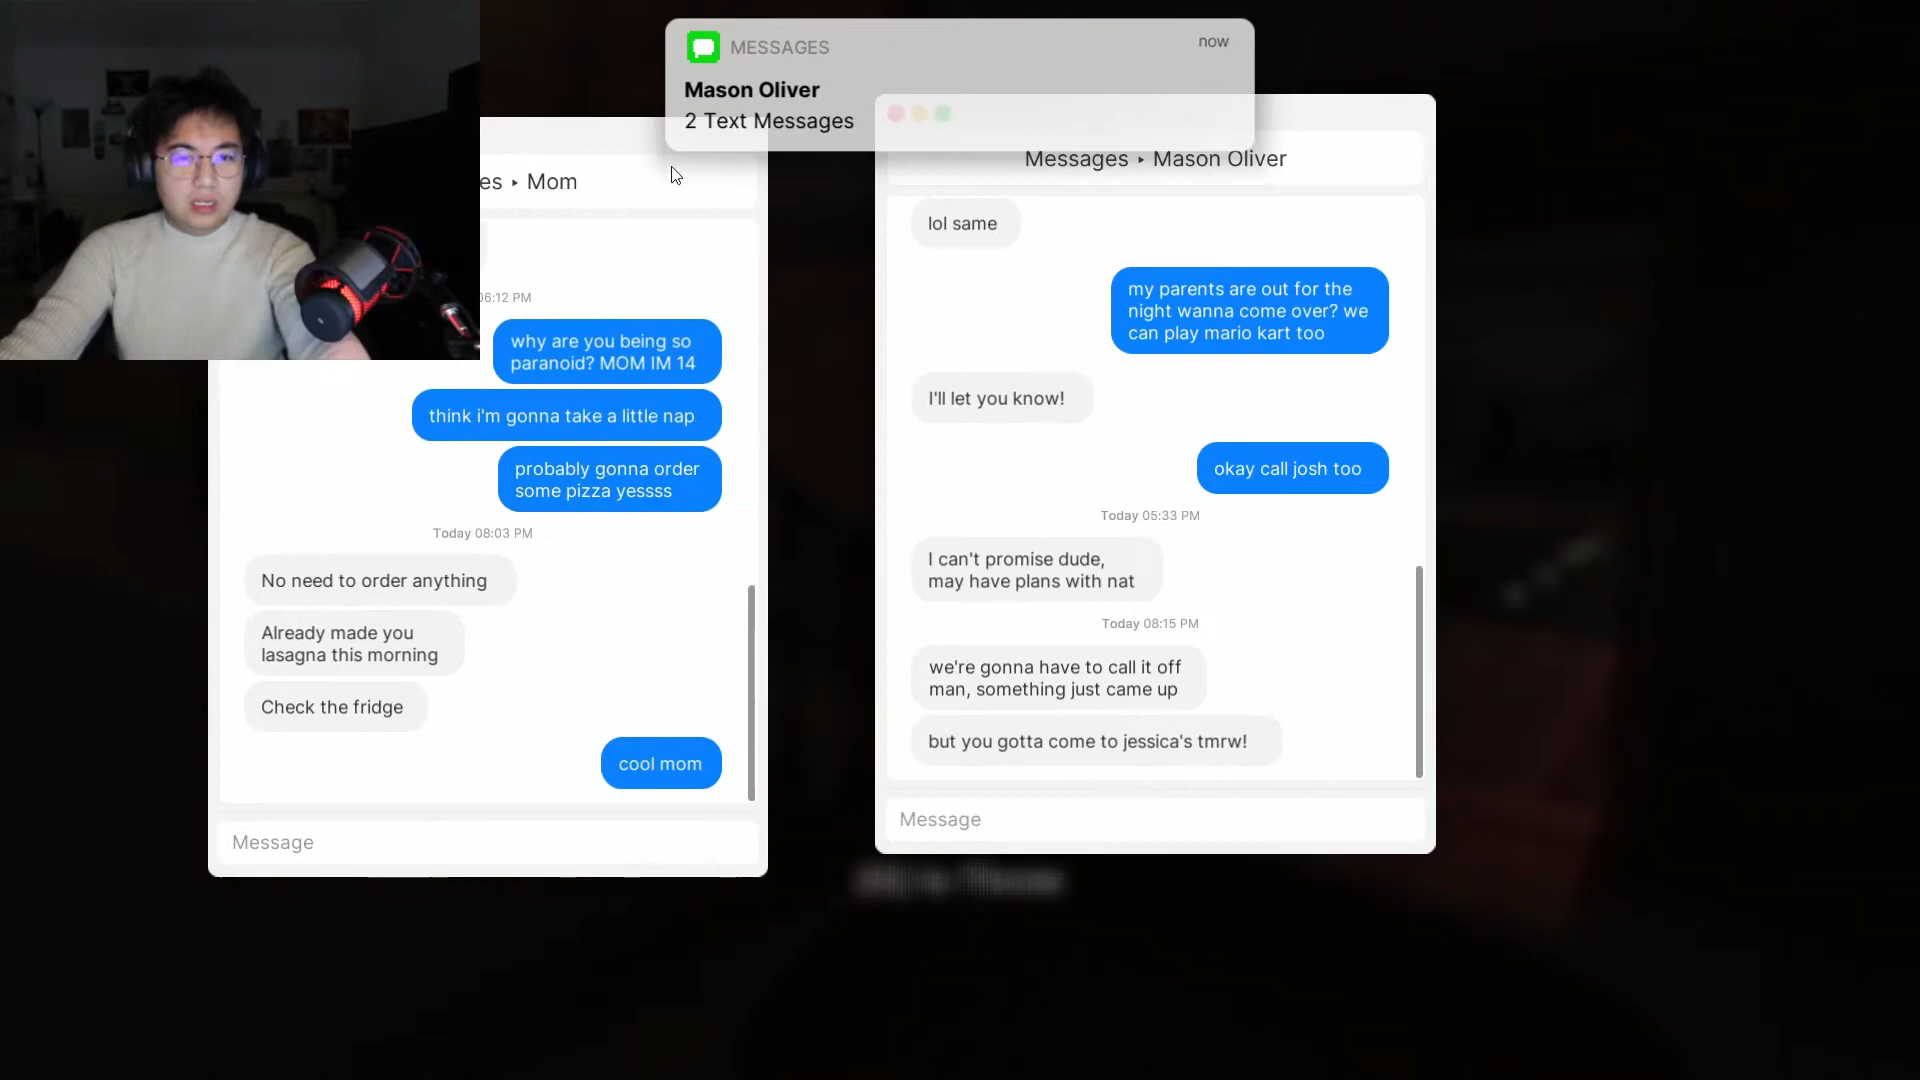 MESSAGES
now
Mason Oliver
2 Text Messages
es ▸ Mom
06:12 PM
why are you being so
paranoid? MOM IM 14
think i'm gonna take a little nap
probably gonna order
some pizza yessss
Today 08:03 PM
No need to order anything
Already made you
lasagna this morning
Check the fridge
cool mom
Message
Messages ▸ Mason Oliver
lol same
my parents are out for the
night wanna come over? we
can play mario kart too
I'll let you know!
okay call josh too
Today 05:33 PM
I can't promise dude,
may have plans with nat
Today 08:15 PM
we're gonna have to call it off
man, something just came up
but you gotta come to jessica's tmrw!
Message